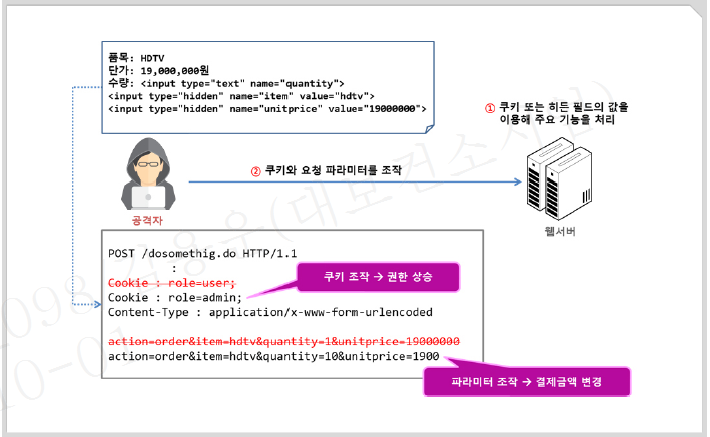 품목: HDTV
단가: 19,000,000원
수량: <input type="text" name="quantity">
<input type="hidden" name="item" value="hdtv">
<input type="hidden" name="unitprice" value="19000000">
① 쿠키 또는 히든 필드의 값을
이용해 주요 기능을 처리
② 쿠키와 요청 파라미터를 조작
공격자
웹서버
POST /dosomethig.do HTTP/1.1
:
Cookie : role=user;
쿠키 조작 → 권한 상승
Cookie : role=admin;
Content-Type : application/x-www-form-urlencoded
action=order&item=hdtv&quantity=1&unitprice=19000000
action=order&item=hdtv&quantity=10&unitprice=1900
파라미터 조작 → 결제금액 변경